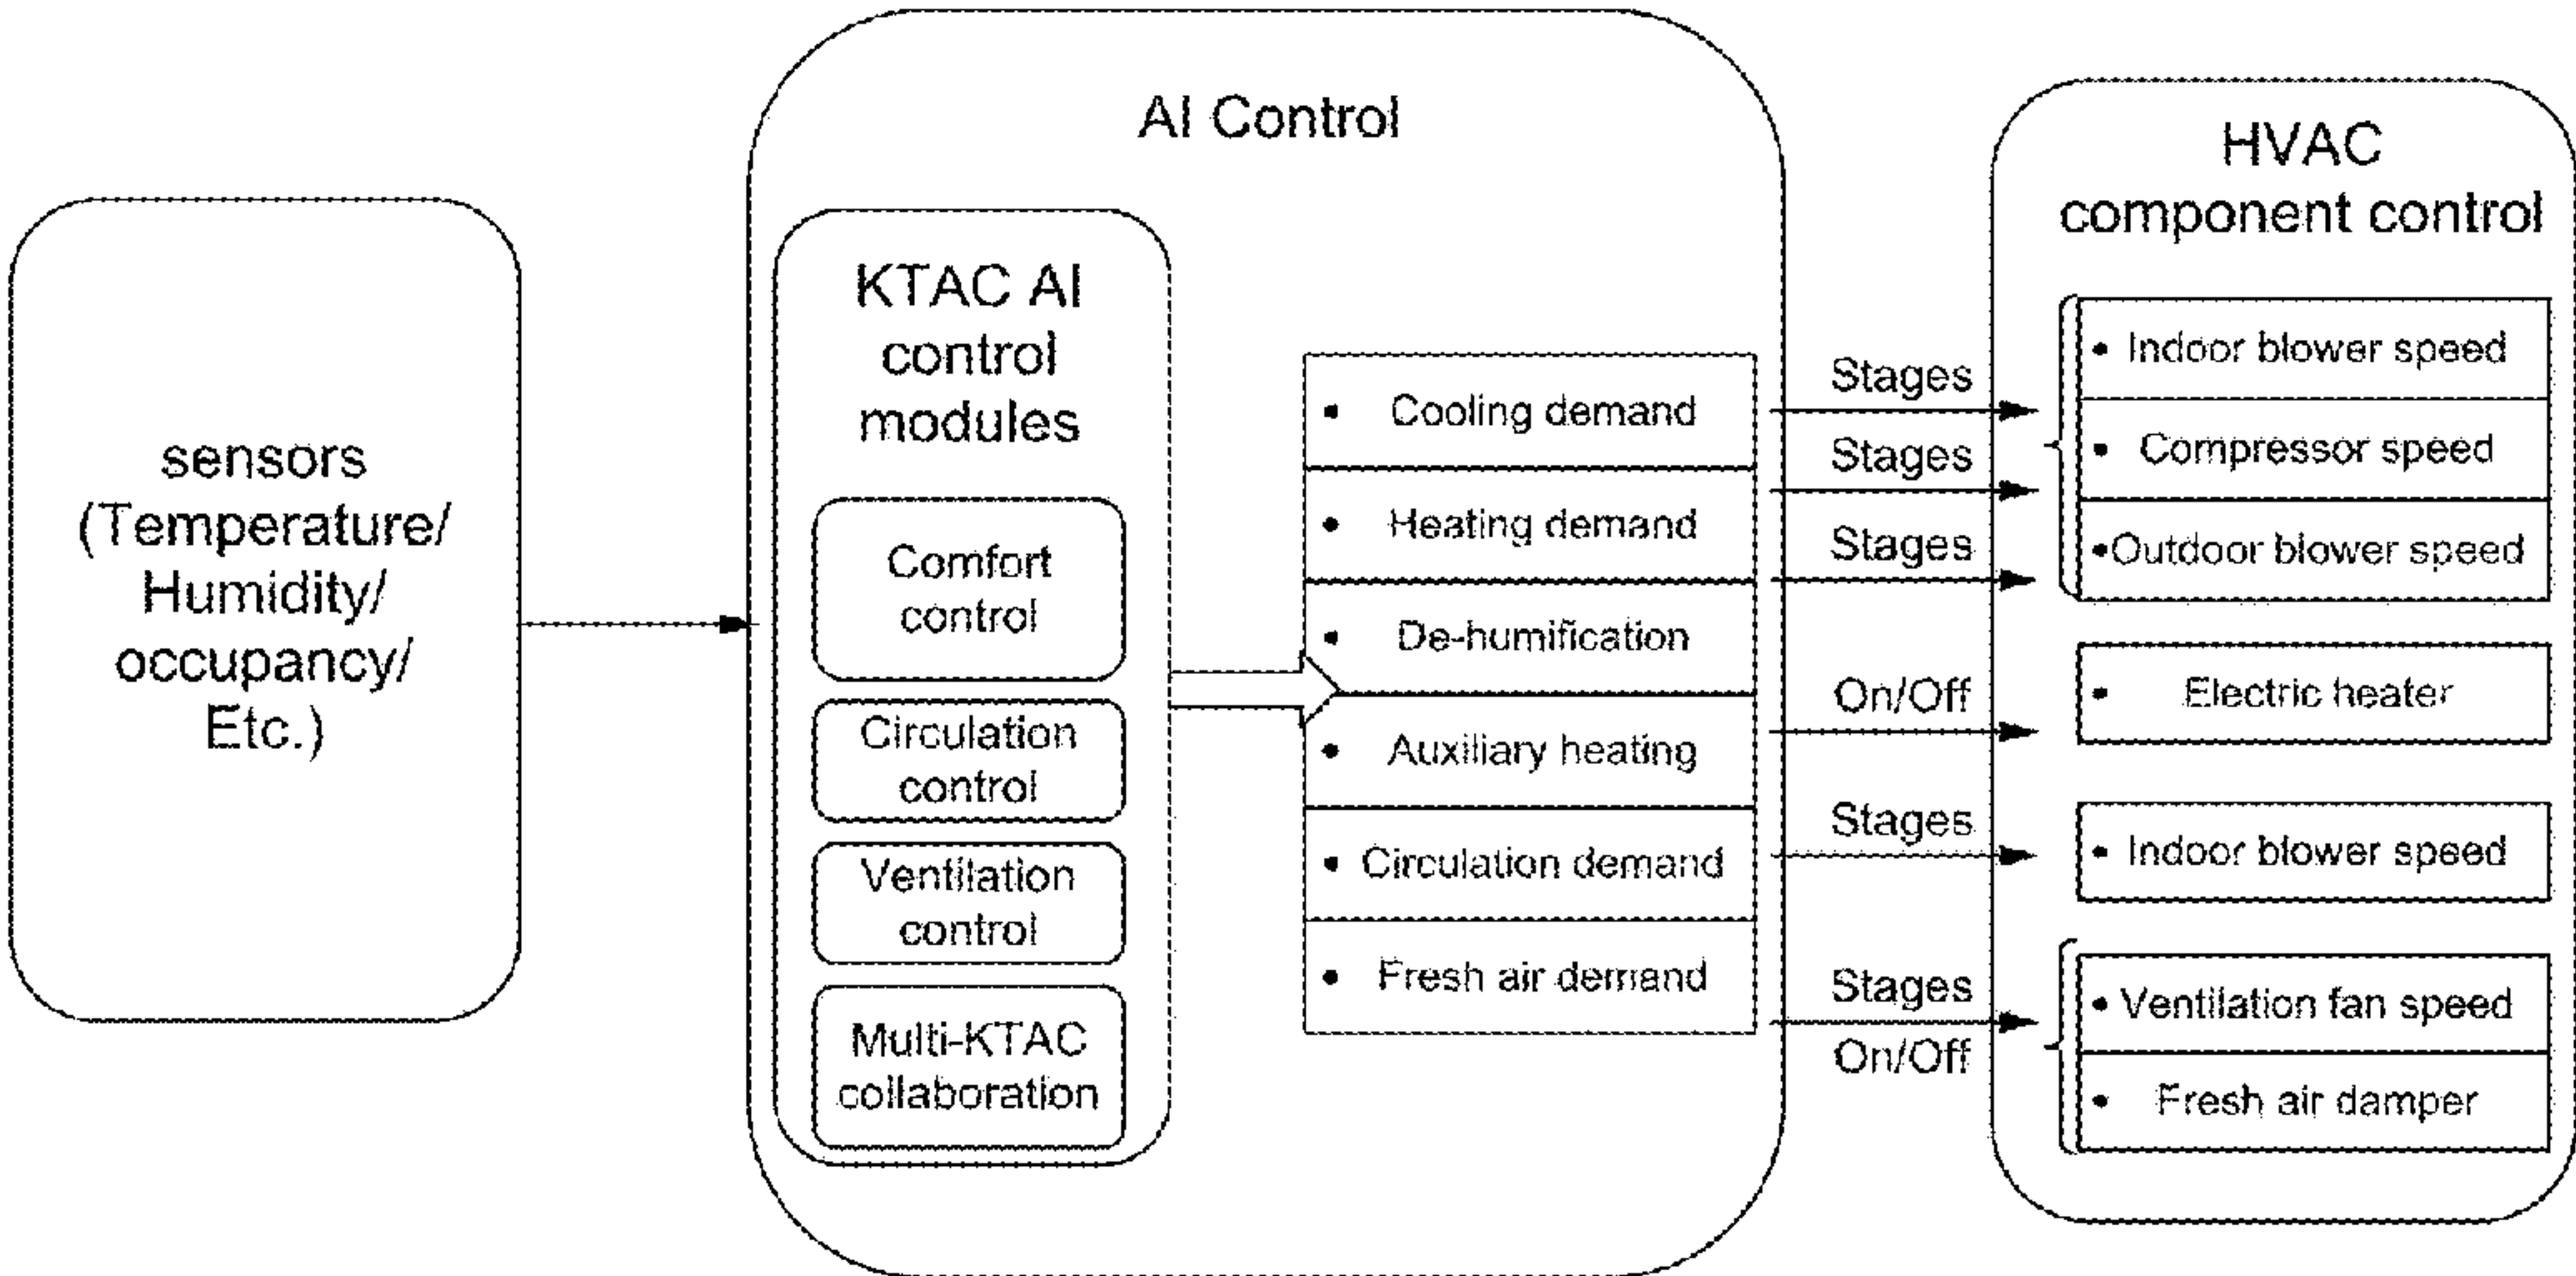 sensors
(Temperature/
Humidity/
occupancy/
Etc.)
AI Control
KTAC AI
control
modules
Comfort
control
Circulation
control
Ventilation
control
Multi-KTAC
collaboration
• Cooling demand
• Heating demand
• De-humification
• Auxiliary heating
• Circulation demand
• Fresh air demand
Stages
Stages
Stages
On/Off
Stages
Stages
On/Off
HVAC
component control
• Indoor blower speed
• Compressor speed
•Outdoor blower speed
• Electric heater
• Indoor blower speed
• Ventilation fan speed
• Fresh air damper